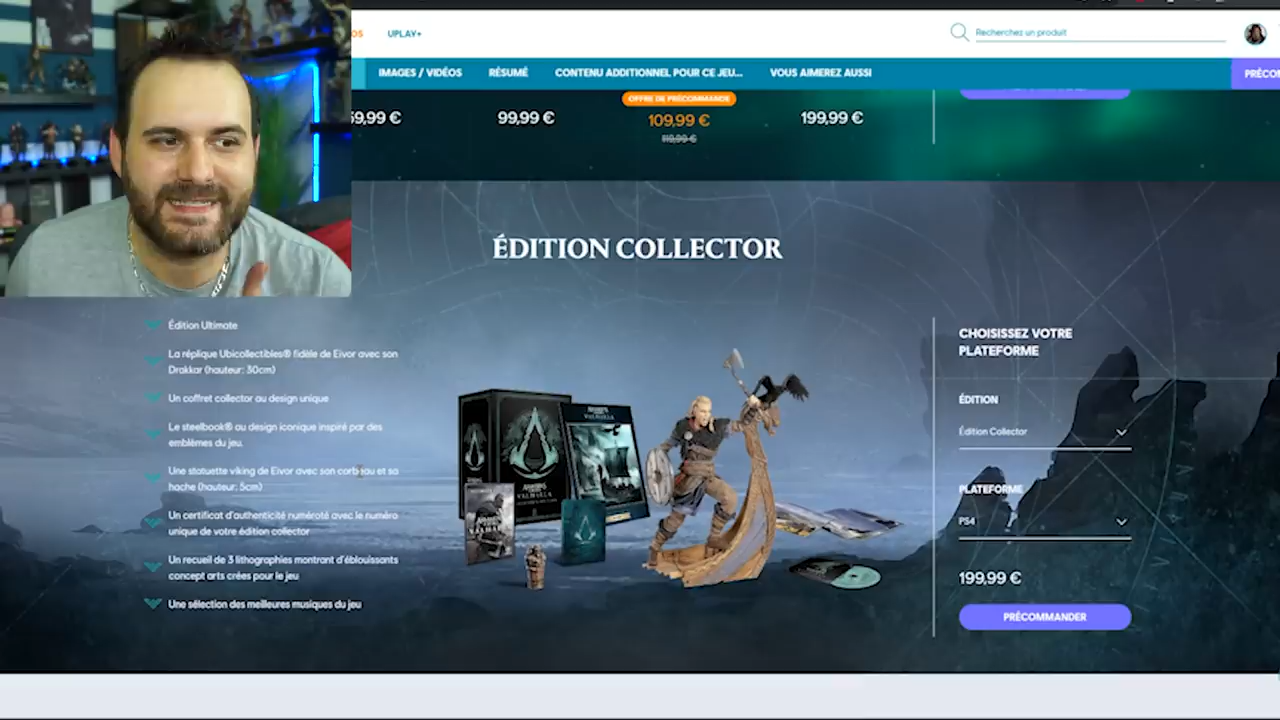 UPLAY+
Recherchez un produit
IMAGES / VIDÉOS RÉSUMÉ CONTENU ADDITIONNEL POUR CE JEU... VOUS AIMEREZ AUSSI
OFFRE DE PRÉCOMMANDE
99,99 € 109,99 € 199,99 €
ÉDITION COLLECTOR
Édition Ultimate
La réplique Ubicollectibles® fidèle de Eivor avec son
Drakkar (hauteur: 30cm)
Un coffret collector au design unique
Le steelbook® au design iconique inspiré par des
emblèmes du jeu.
Une statuette viking de Eivor avec son corbeau et sa
hache (hauteur: 5cm)
Un certificat d'authenticité numéroté avec le numéro
unique de votre édition collector
Un recueil de 3 lithographies montrant d'éblouissants
concept arts crées pour le jeu
Une sélection des meilleures musiques du jeu
VALHALLA
VALHALLA
CHOISISSEZ VOTRE
PLATEFORME
ÉDITION
Édition Collector
PLATEFORME
PS4
199,99 €
PRÉCOMMANDER